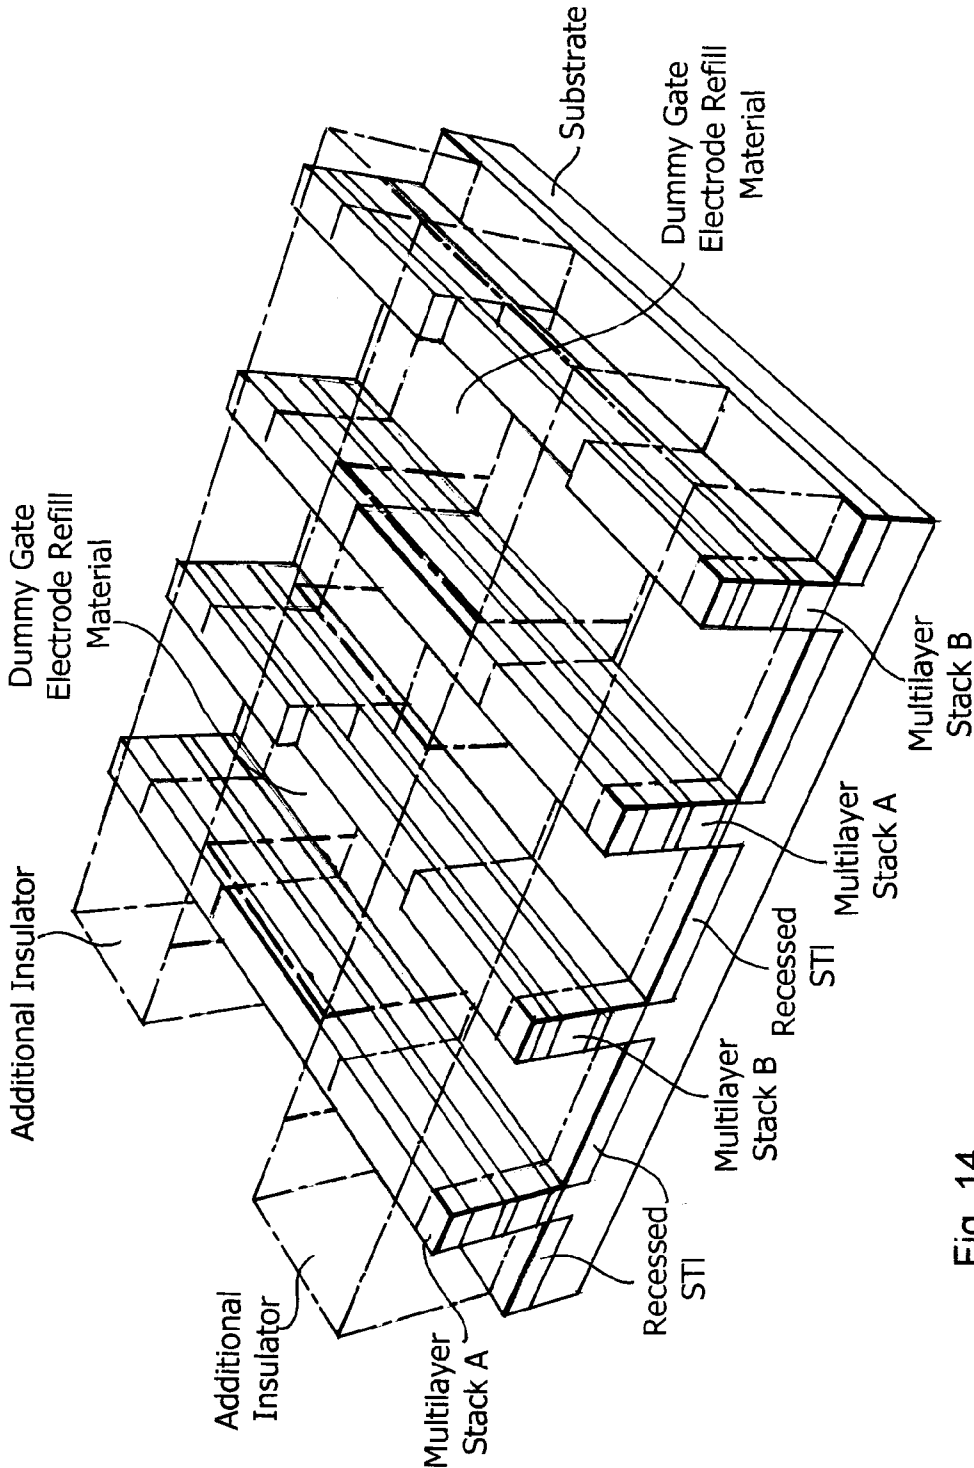 Additional Insulator
Dummy Gate
Electrode Refill
Material
Substrate
Dummy Gate
Electrode Refill
Material
Additional
Insulator
Multilayer
Stack A
Recessed
STI
Multilayer
Stack B
Recessed
STI
Multilayer
Stack A
Multilayer
Stack B
Fig. 14